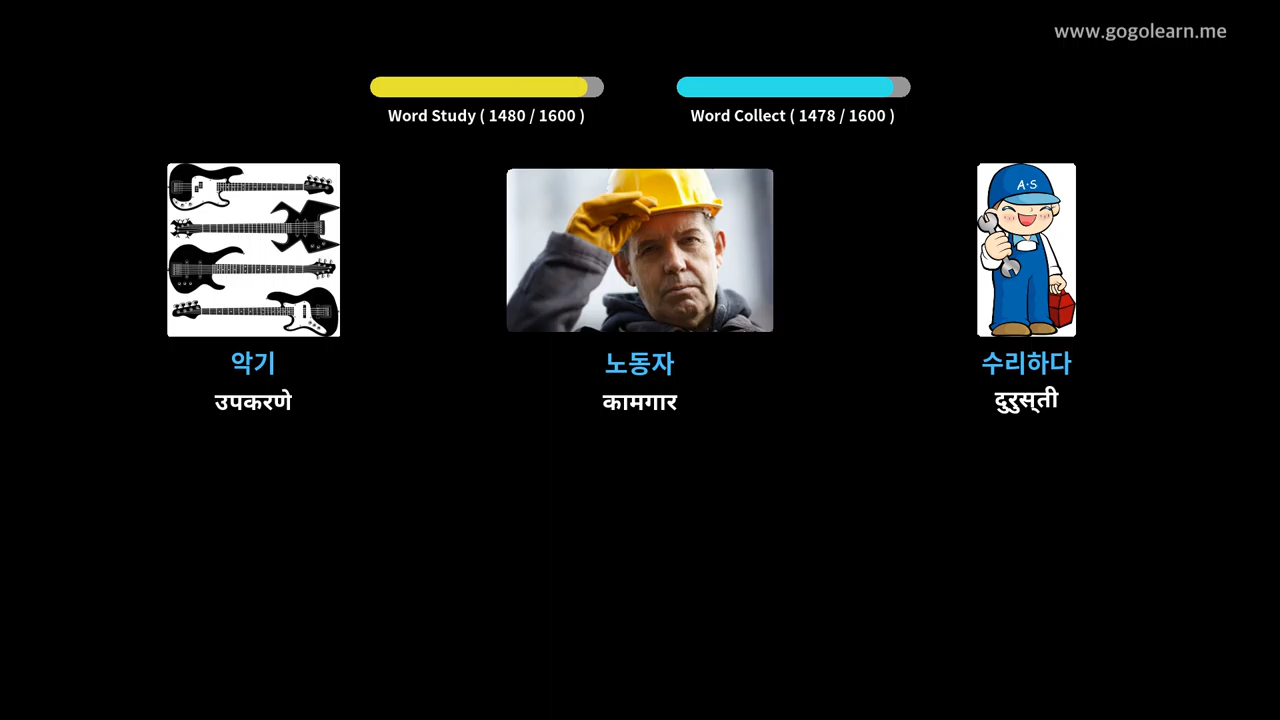 www.gogolearn.me
Word Study ( 1480 / 1600 )
Word Collect ( 1478 / 1600 )
A·S
악기
노동자
수리하다
उपकरणे
कामगार
दुरुस्ती